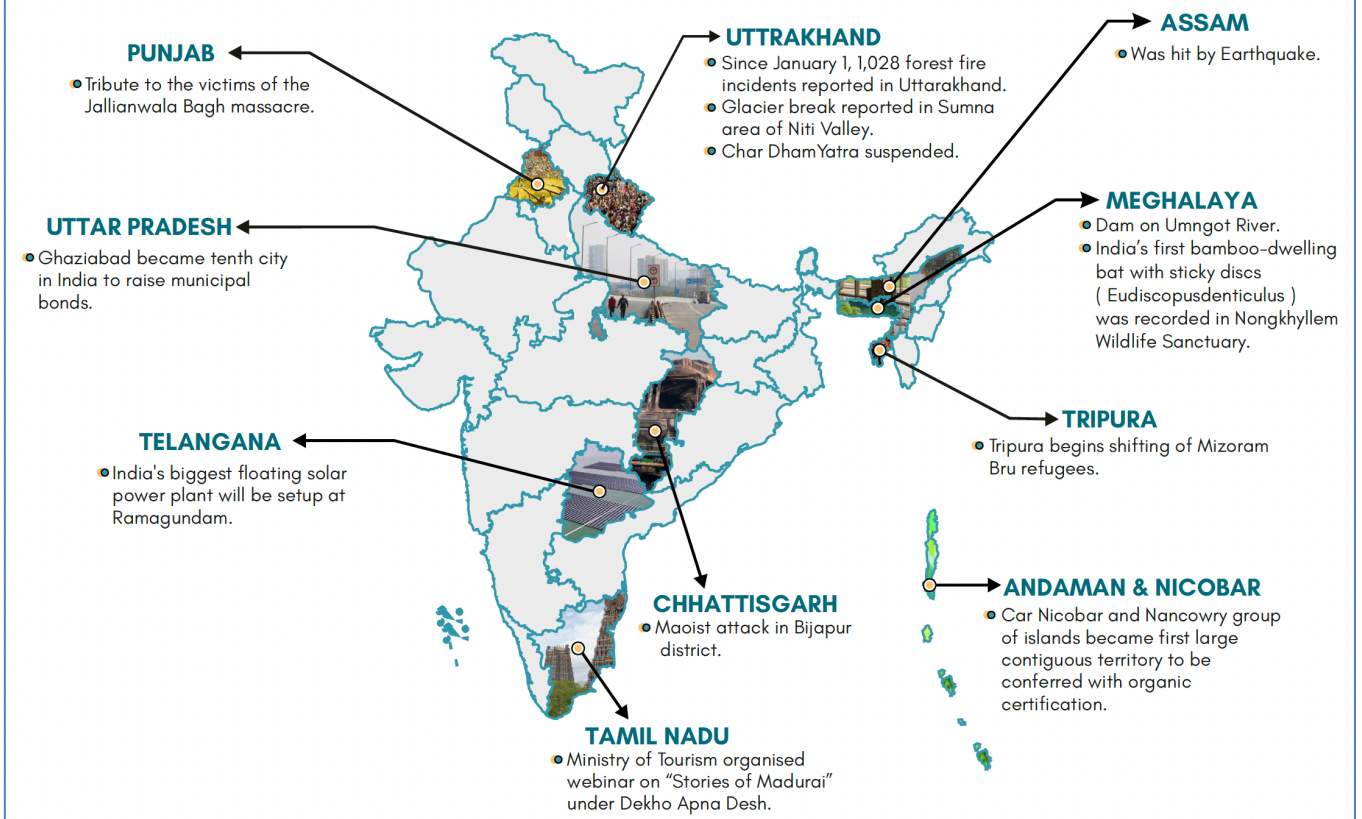 PUNJAB
Tribute to the victims of the
Jallianwala Bagh massacre.
UTTRAKHAND
Since January 1, 1,028 forest fire
incidents reported in Uttarakhand.
Glacier break reported in Sumna
area of Niti Valley.
Char DhamYatra suspended.
ASSAM
Was hit by Earthquake.
UTTAR PRADESH
Ghaziabad became tenth city
in India to raise municipal
bonds.
MEGHALAYA
Dam on Umngot River.
India's first bamboo-dwelling
bat with sticky discs
( Eudiscopusdenticulus )
was recorded in Nongkhyllem
Wildlife Sanctuary.
TRIPURA
Tripura begins shifting of Mizoram
Bru refugees.
TELANGANA
India's biggest floating solar
power plant will be setup at
Ramagundam.
CHHATTISGARH
Maoist attack in Bijapur
district.
ANDAMAN & NICOBAR
Car Nicobar and Nancowry group
of islands became first large
contiguous territory to be
conferred with organic
certification.
TAMIL NADU
Ministry of Tourism organised
webinar on “Stories of Madurai”
under Dekho Apna Desh.